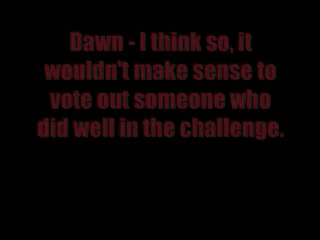 Dawn - I think so, it
wouldn't make sense to
vote out someone who
did well in the challenge.